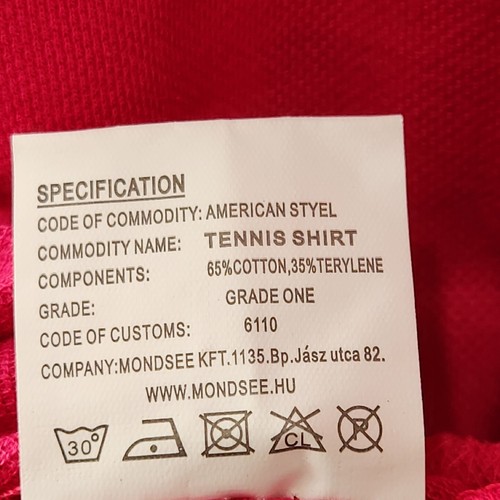 SPECIFICATION
CODE OF COMMODITY: AMERICAN STYEL
COMMODITY NAME: TENNIS SHIRT
COMPONENTS: 65%COTTON,35%TERYLENE
GRADE: GRADE ONE
CODE OF CUSTOMS: 6110
COMPANY:MONDSEE KFT.1135.Bp.Jász utca 82.
WWW.MONDSEE.HU
30° CL P